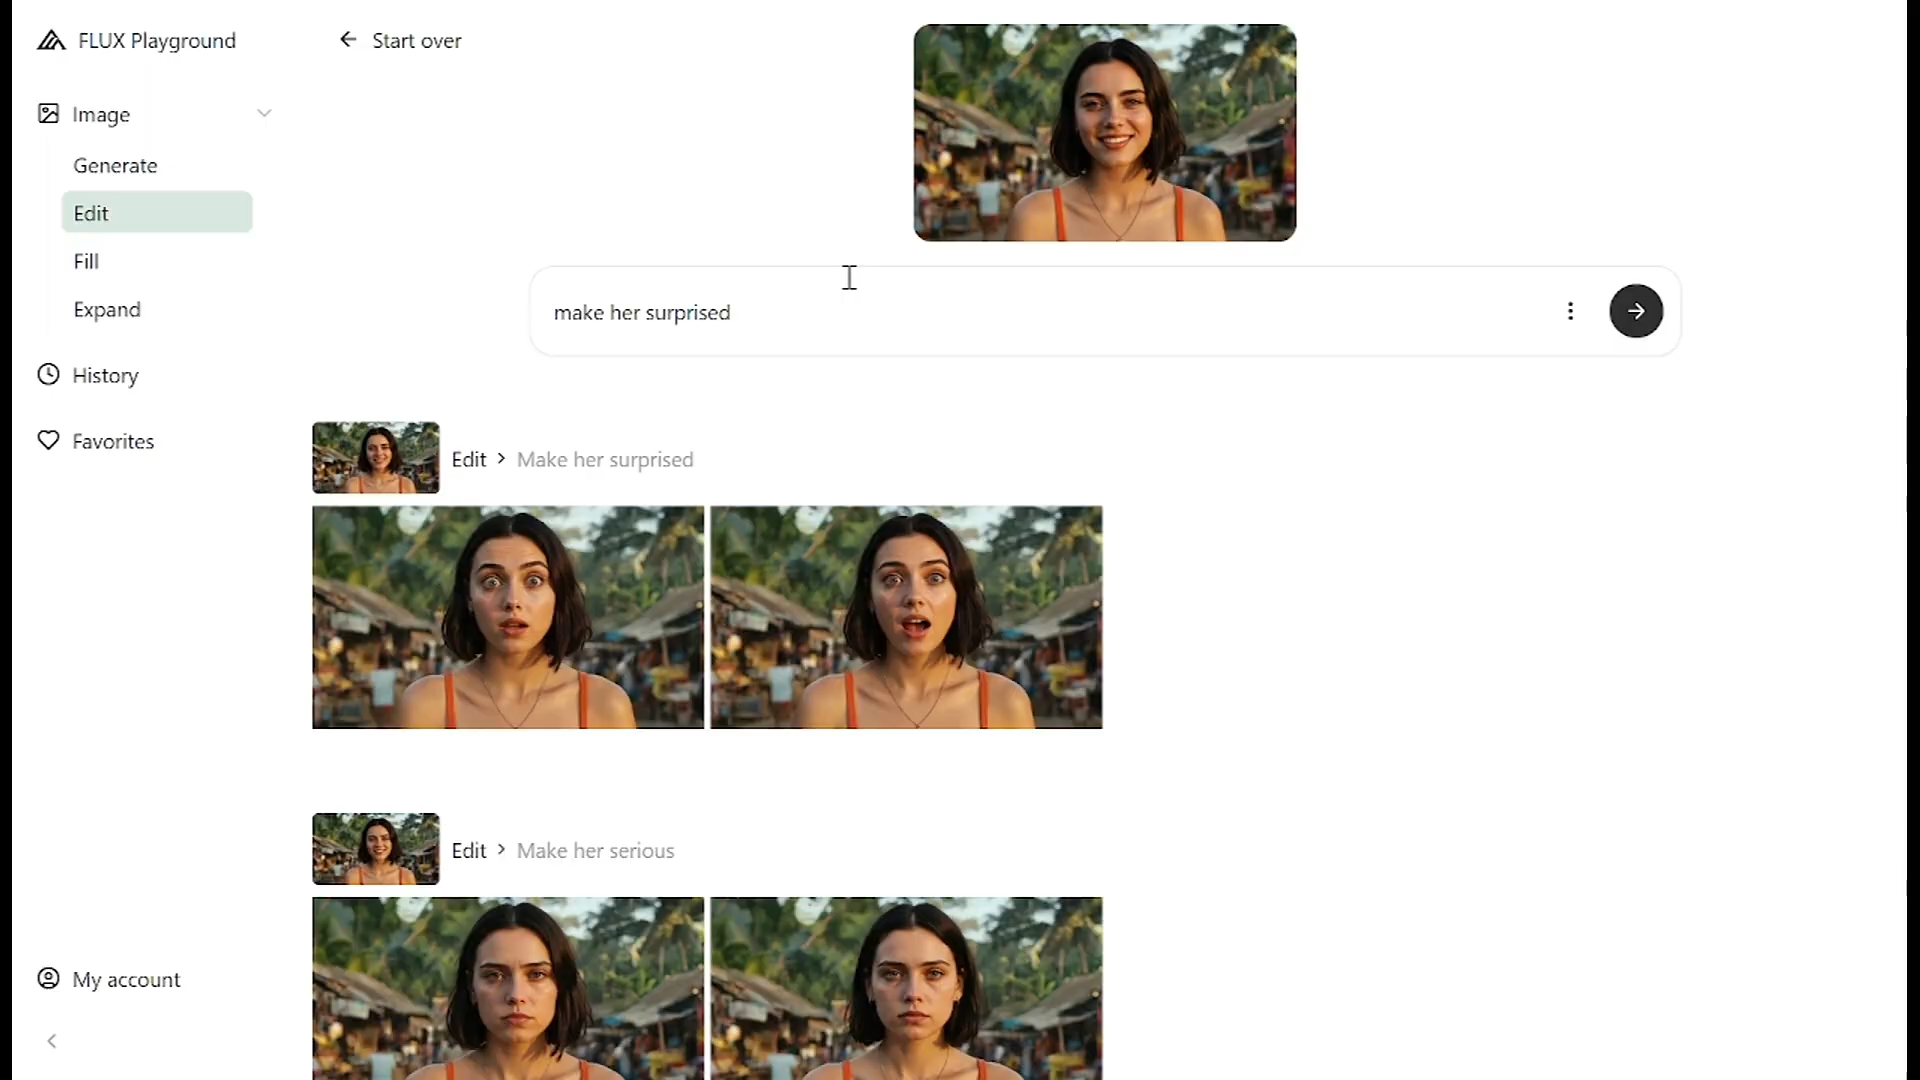 FLUX Playground
Start over
Image
Generate
Edit
Fill
Expand
History
Favorites
My account
make her surprised
Edit > Make her surprised
Edit > Make her serious